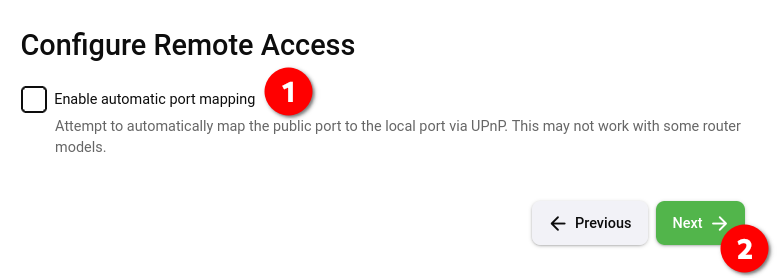 Configure Remote Access
Enable automatic port mapping 1
Attempt to automatically map the public port to the local port via UPnP. This may not work with some router
models.
Previous Next
2